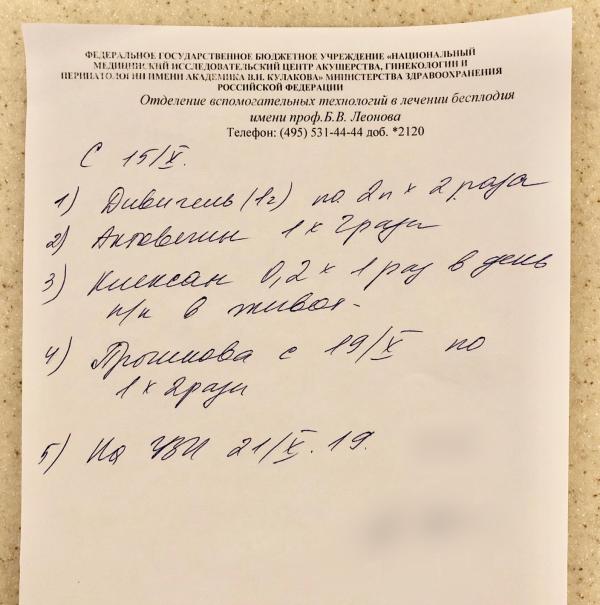 ФЕДЕРАЛЬНОЕ ГОСУДАРСТВЕННОЕ БЮДЖЕТНОЕ УЧРЕЖДЕНИЕ «НАЦИОНАЛЬНЫЙ
МЕДИЦИНСКИЙ ИССЛЕДОВАТЕЛЬСКИЙ ЦЕНТР АКУШЕРСТВА, ГИНЕКОЛОГИИ И
ПЕРИНАТОЛОГИИ ИМЕНИ АКАДЕМИКА В.И. КУЛАКОВА» МИНИСТЕРСТВА ЗДРАВООХРАНЕНИЯ
РОССИЙСКОЙ ФЕДЕРАЦИИ
Отделение вспомогательных технологий в лечении бесплодия
имени проф.Б.В. Леонова
Телефон: (495) 531-44-44 доб. *2120
С 15/X.
1) Дивигель (1г) по 2п x 2 раза
2) Актовегин 1 x 2 раза
3) Клексан 0,2 x 1 раз в день
п/к в живот.
4) с 19/X по
1 x 2 раза
5) На УЗИ 21/X.19.